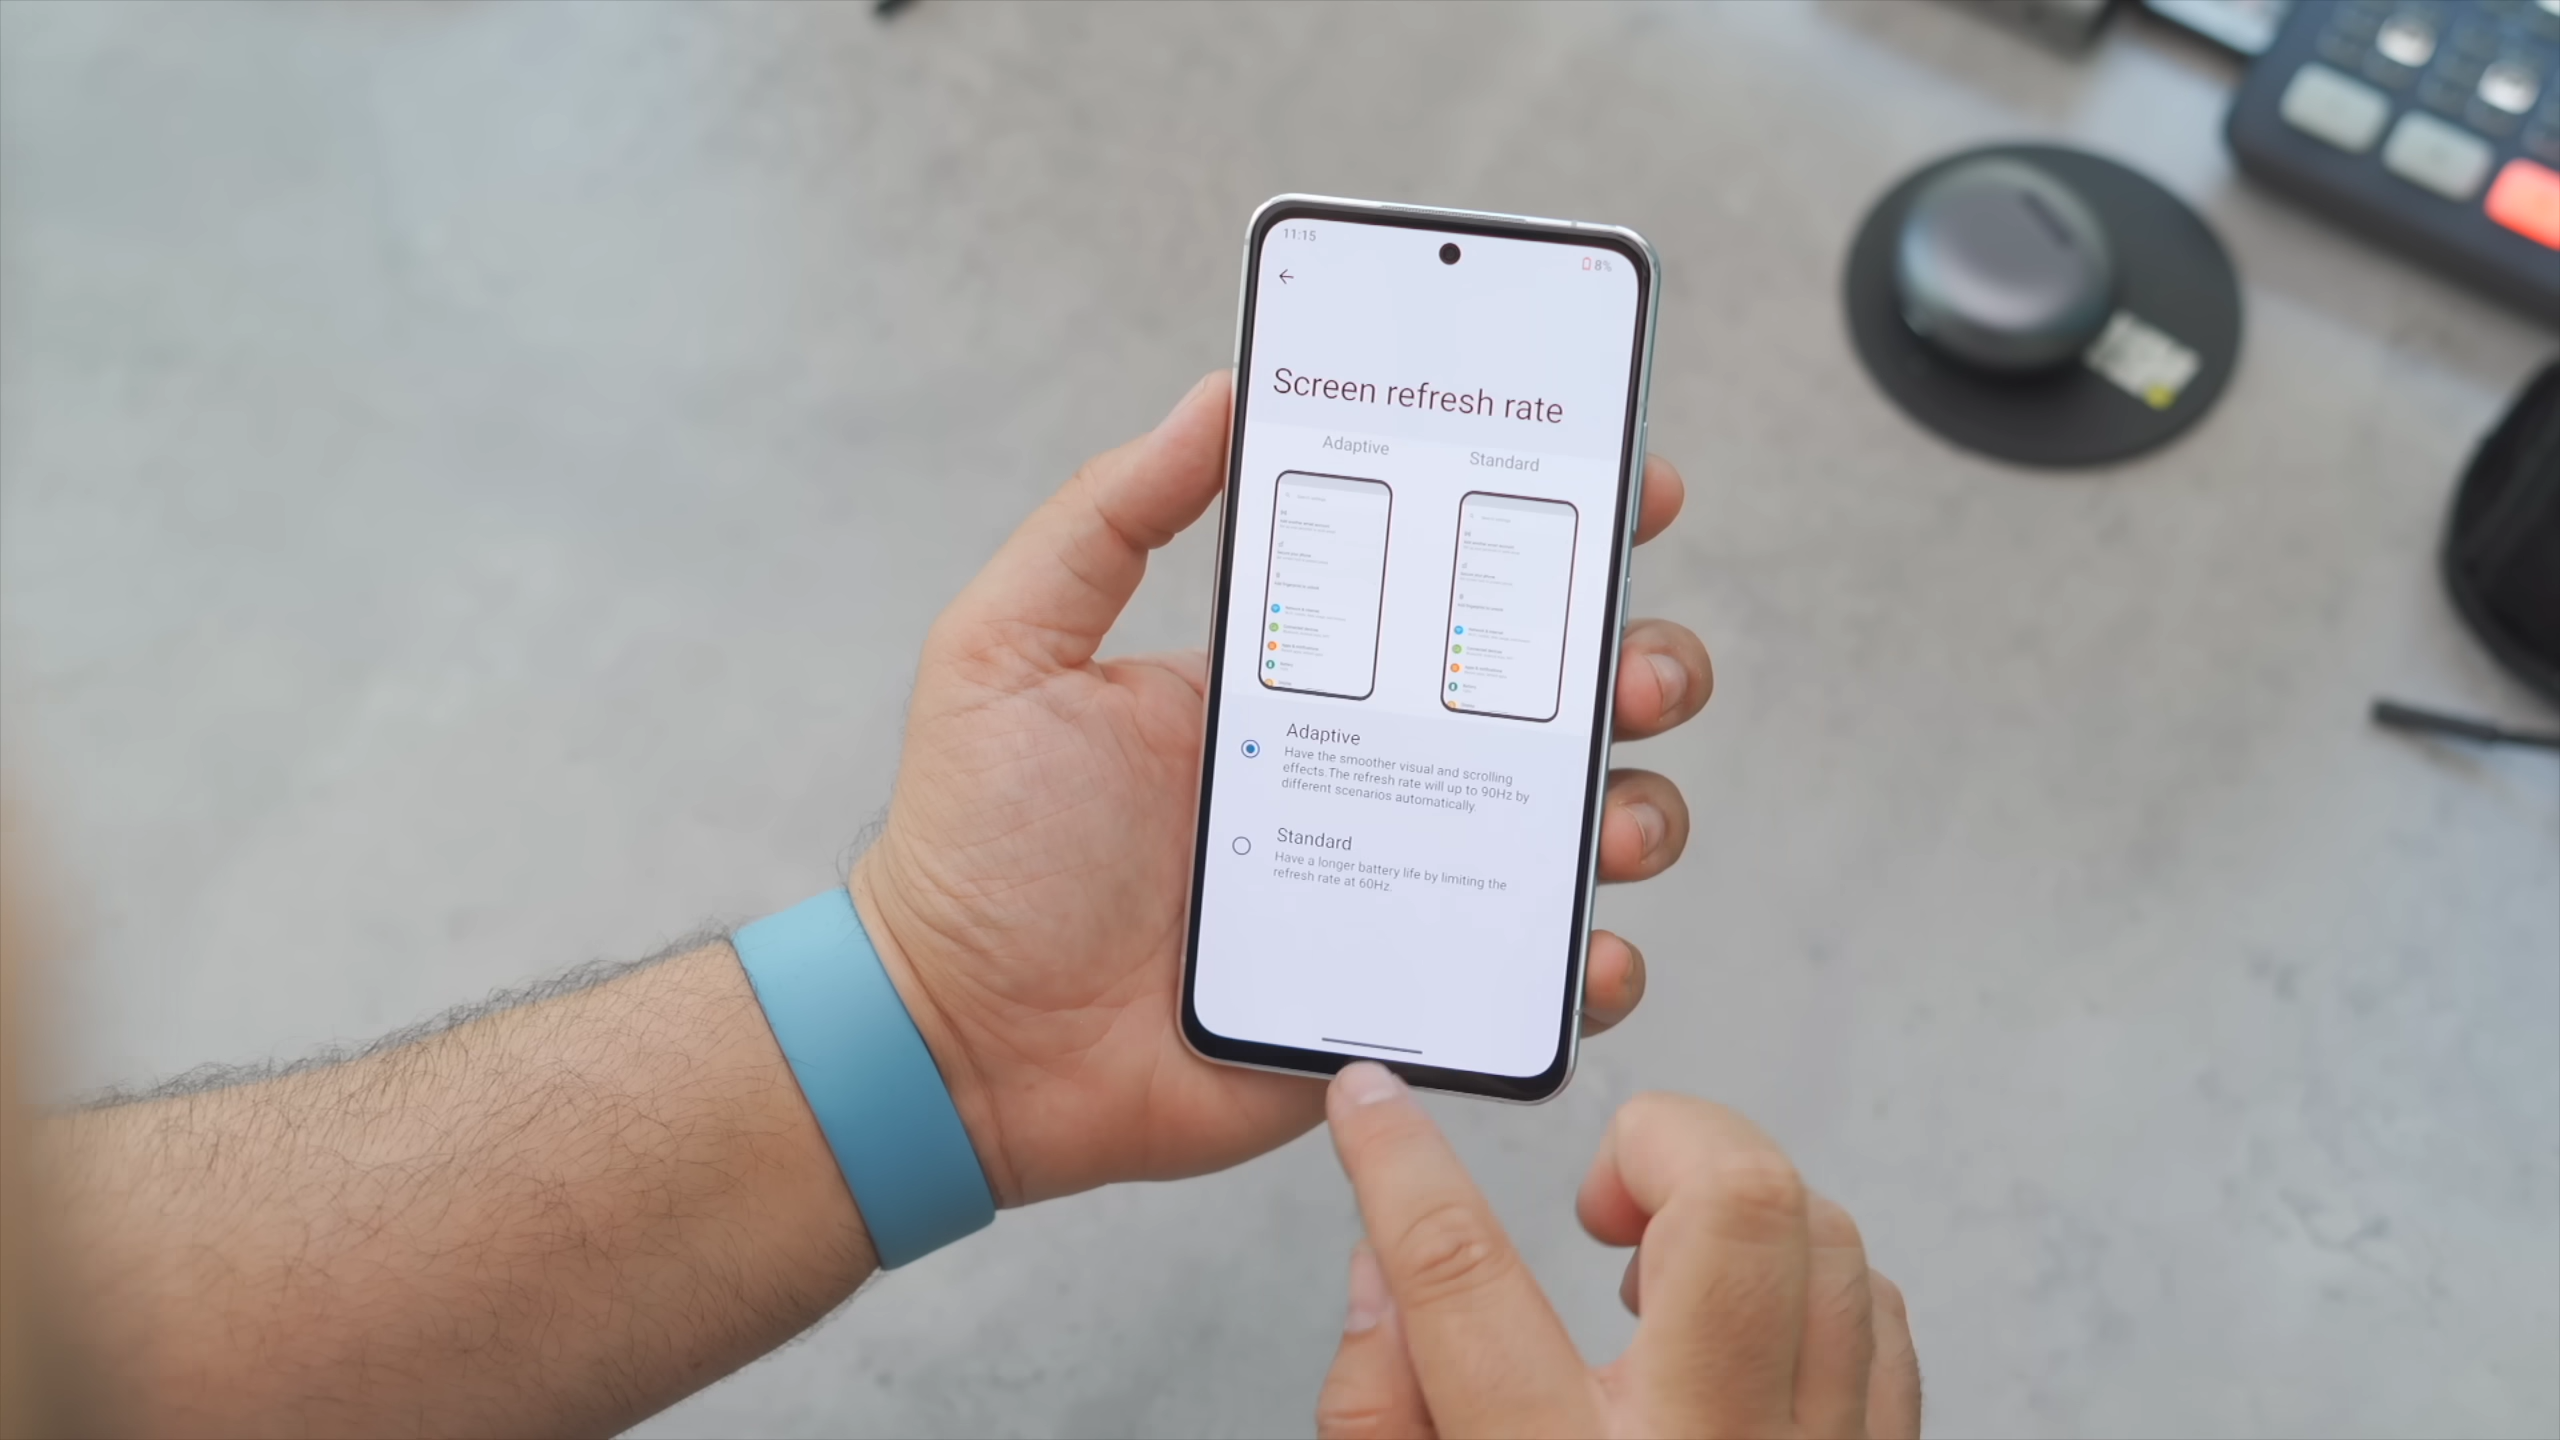 11:15
8%
Screen refresh rate
Adaptive
Standard
Adaptive
Have the smoother visual and scrolling
effects.The refresh rate will up to 90Hz by
different scenarios automatically.
Standard
Have a longer battery life by limiting the
refresh rate at 60Hz.